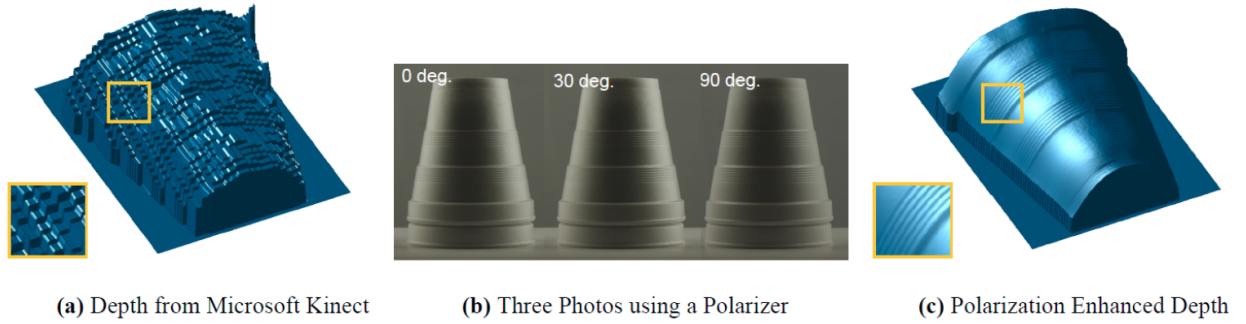 0 deg.
30 deg.
90 deg.
(a) Depth from Microsoft Kinect
(b) Three Photos using a Polarizer
(c) Polarization Enhanced Depth